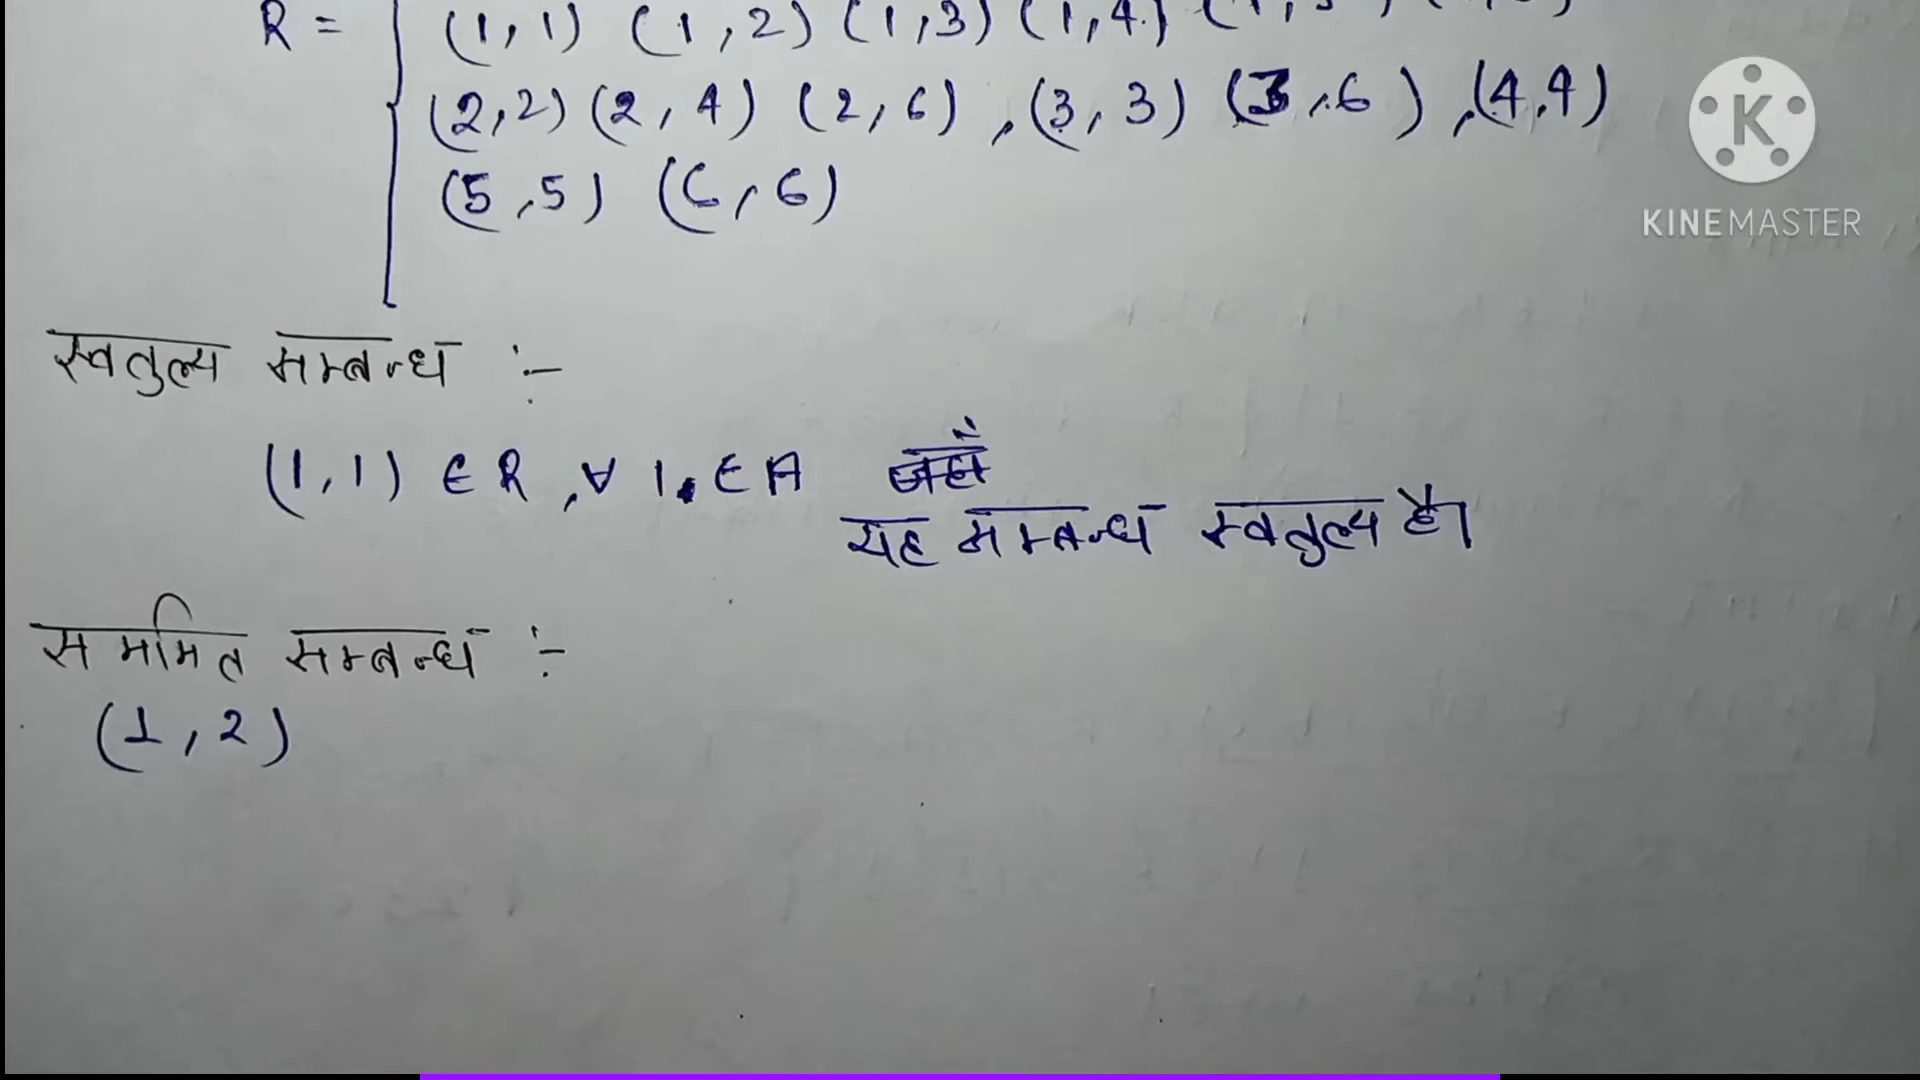 R = { (1,1) (1,2) (1,3) (1,4)
(2,2) (2,4) (2,6) , (3,3) (3,6) , (4,4)
(5,5) (6,6)
KINEMASTER
स्वतुल्य सम्बन्ध :-
(1,1) ∈ R , ∀ 1, ∈ A
यह सम्बन्ध स्वतुल्य है।
सममित सम्बन्ध :-
(1,2)